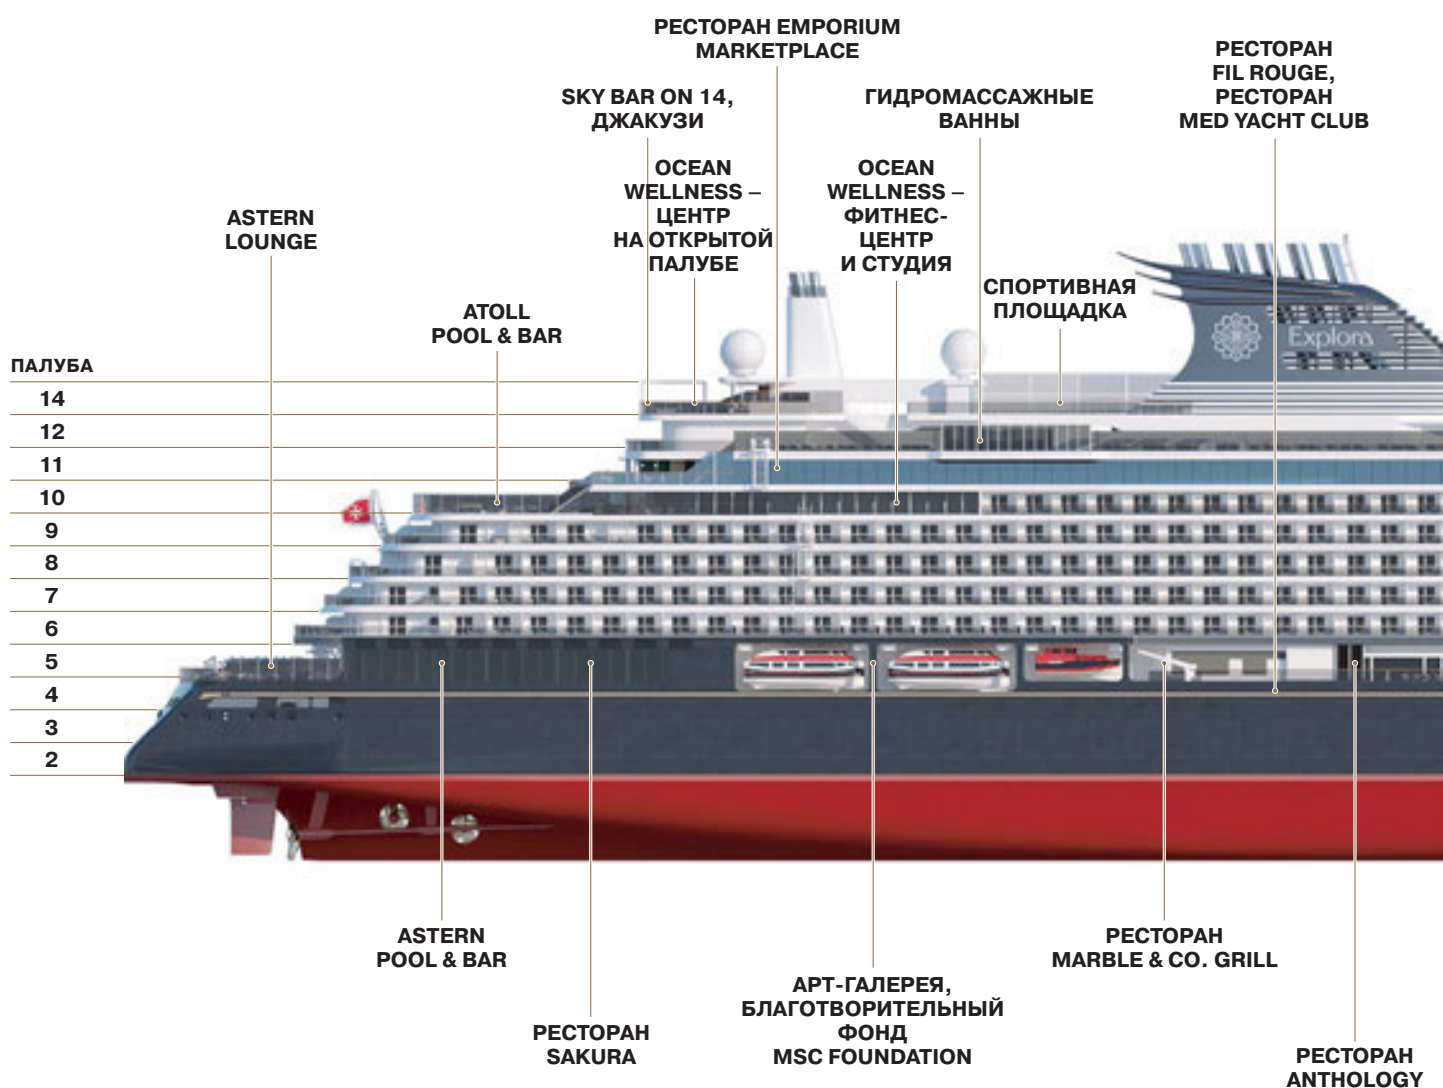 РЕСТОРАН EMPORIUM
MARKETPLACE
РЕСТОРАН
FIL ROUGE,
РЕСТОРАН
MED YACHT CLUB
SKY BAR ON 14,
ДЖАКУЗИ
ГИДРОМАССАЖНЫЕ
ВАННЫ
OCEAN
WELLNESS –
ЦЕНТР
НА ОТКРЫТОЙ
ПАЛУБЕ
OCEAN
WELLNESS –
ФИТНЕС-
ЦЕНТР
И СТУДИЯ
ASTERN
LOUNGE
СПОРТИВНАЯ
ПЛОЩАДКА
ATOLL
POOL & BAR
Explora
ПАЛУБА
14
12
11
10
9
8
7
6
5
4
3
2
ASTERN
POOL & BAR
РЕСТОРАН
MARBLE & CO. GRILL
АРТ-ГАЛЕРЕЯ,
БЛАГОТВОРИТЕЛЬНЫЙ
ФОНД
MSC FOUNDATION
РЕСТОРАН
SAKURA
РЕСТОРАН
ANTHOLOGY